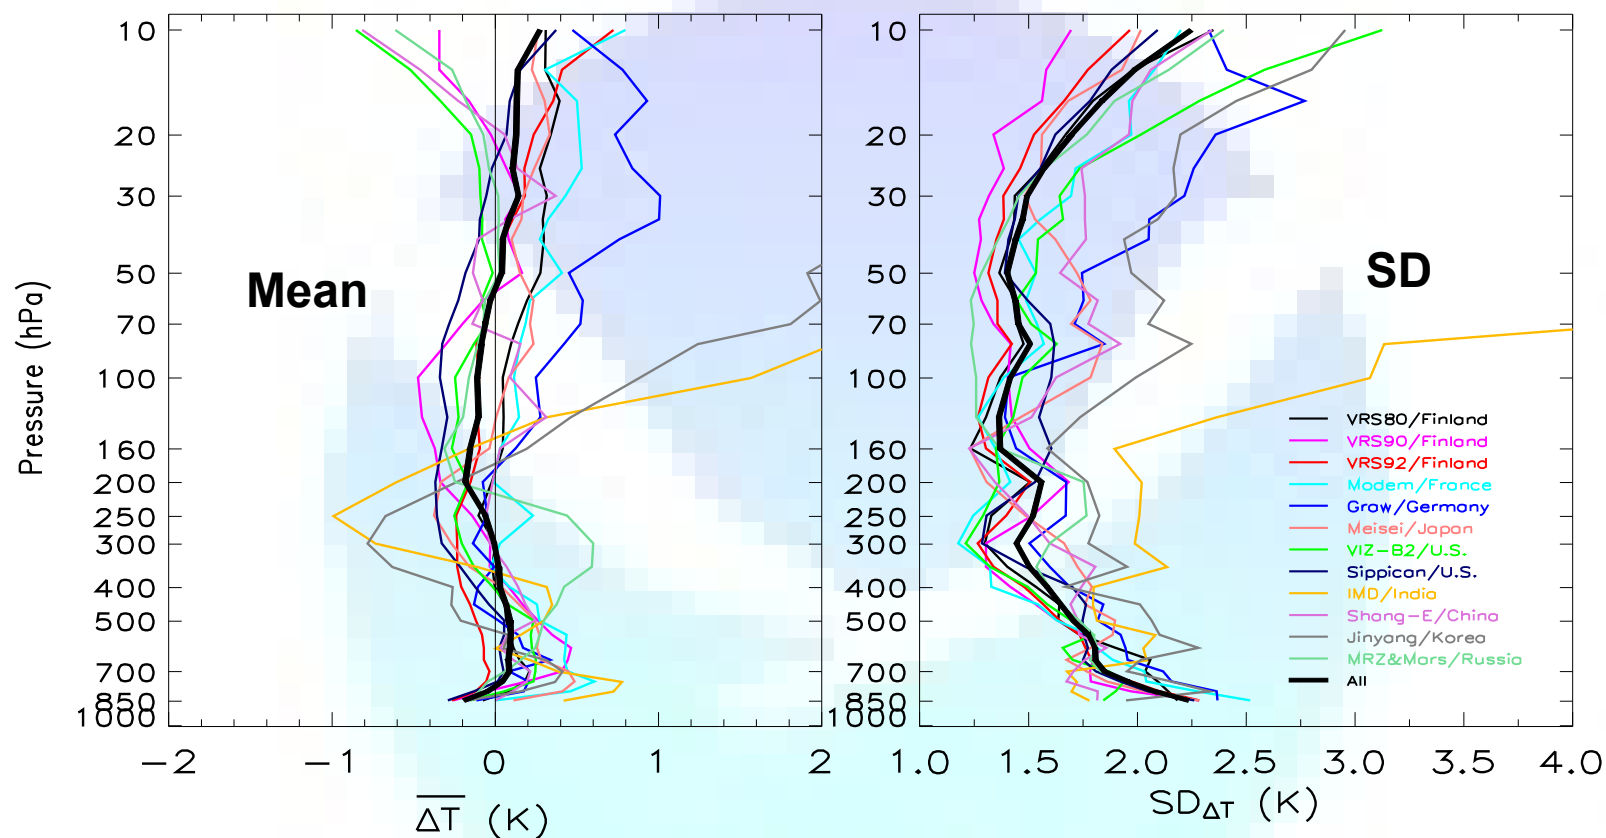 Mean
SD
Pressure (hPa)
10
20
30
50
70
100
160
200
250
300
400
500
700
850
1000
-2
-1
0
1
2
ΔT (K)
10
20
30
50
70
100
160
200
250
300
400
500
700
850
1000
1.0
1.5
2.0
2.5
3.0
3.5
4.0
SDΔT (K)
VRS80/Finland
VRS90/Finland
VRS92/Finland
Modem/France
Graw/Germany
Meisei/Japan
VIZ-B2/U.S.
Sippican/U.S.
IMD/India
Shang-E/China
Jinyang/Korea
MRZ&Mars/Russia
All